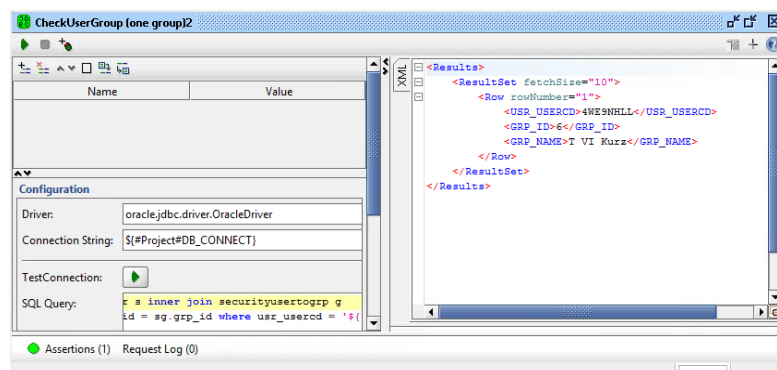 CheckUserGroup (one group)2
Name Value
Configuration
Driver: oracle.jdbc.driver.OracleDriver
Connection String: ${#Project#DB_CONNECT}
TestConnection:
SQL Query: r s inner join securityusertogrp g
id = sg.grp_id where usr_usercd = '${
XML
<Results>
<ResultSet fetchSize="10">
<Row rowNumber="1">
<USR_USERCD>4WE9NHLL</USR_USERCD>
<GRP_ID>6</GRP_ID>
<GRP_NAME>T VI Kurz</GRP_NAME>
</Row>
</ResultSet>
</Results>
Assertions (1) Request Log (0)